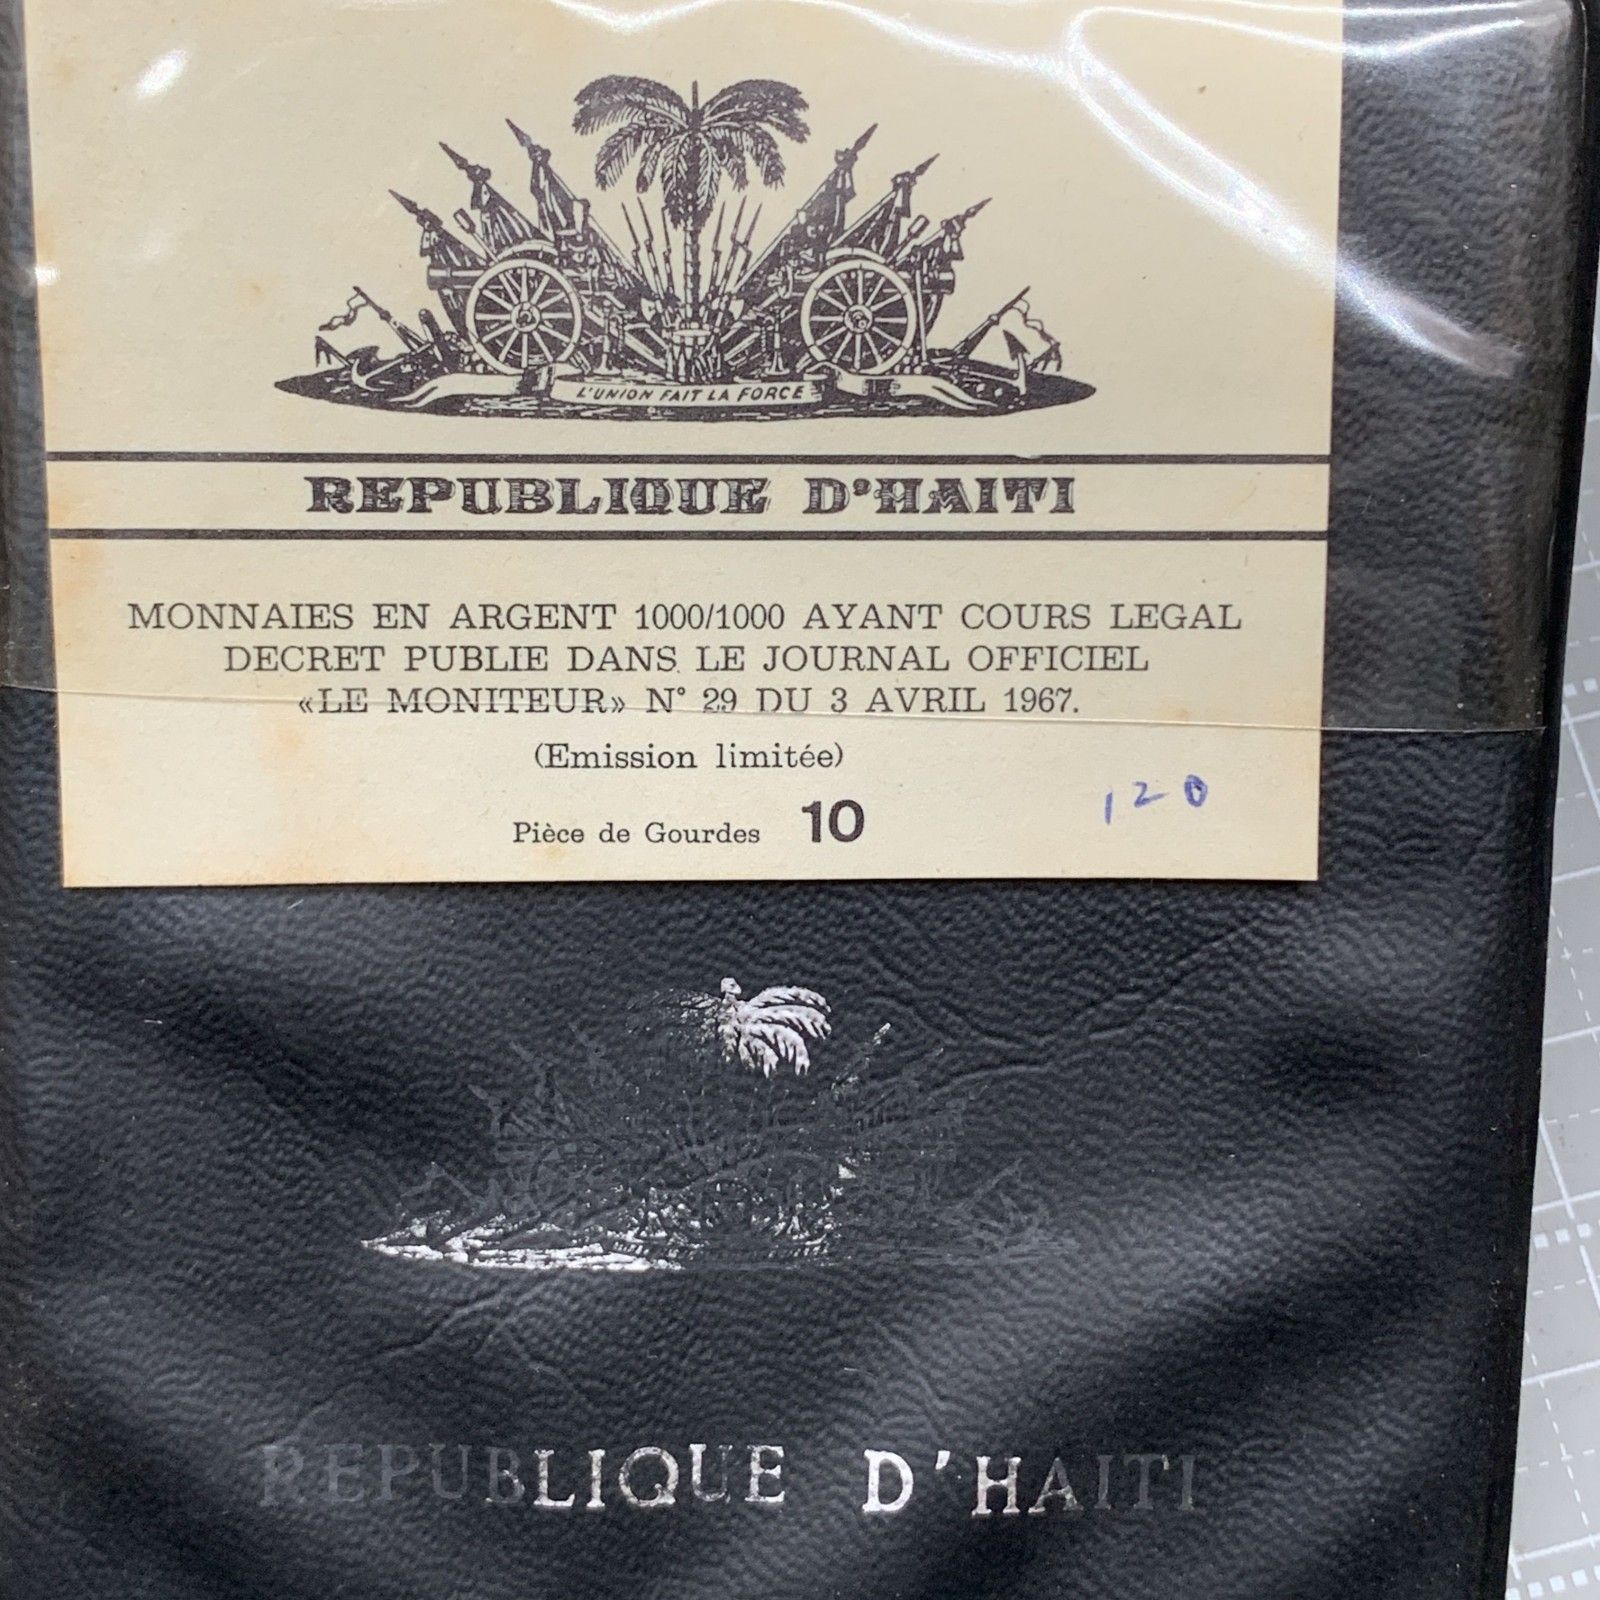 L'UNION FAIT LA FORCE
REPUBLIQUE D'HAITI
MONNAIES EN ARGENT 1000/1000 AYANT COURS LEGAL
DECRET PUBLIE DANS LE JOURNAL OFFICIEL
«LE MONITEUR» N° 29 DU 3 AVRIL 1967.
(Emission limitée)
Pièce de Gourdes 10
120
REPUBLIQUE D'HAITI